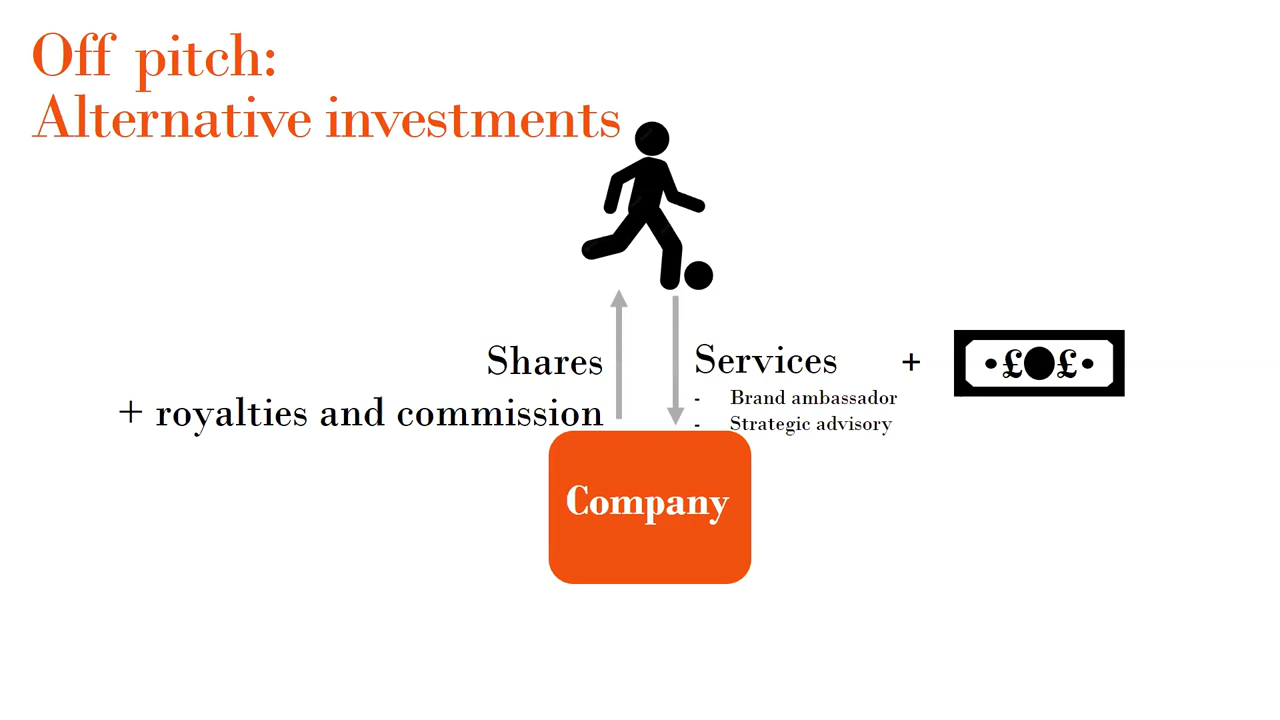 Off pitch:
Alternative investments
Shares
+ royalties and commission
Services +
- Brand ambassador
- Strategic advisory
£ £
Company